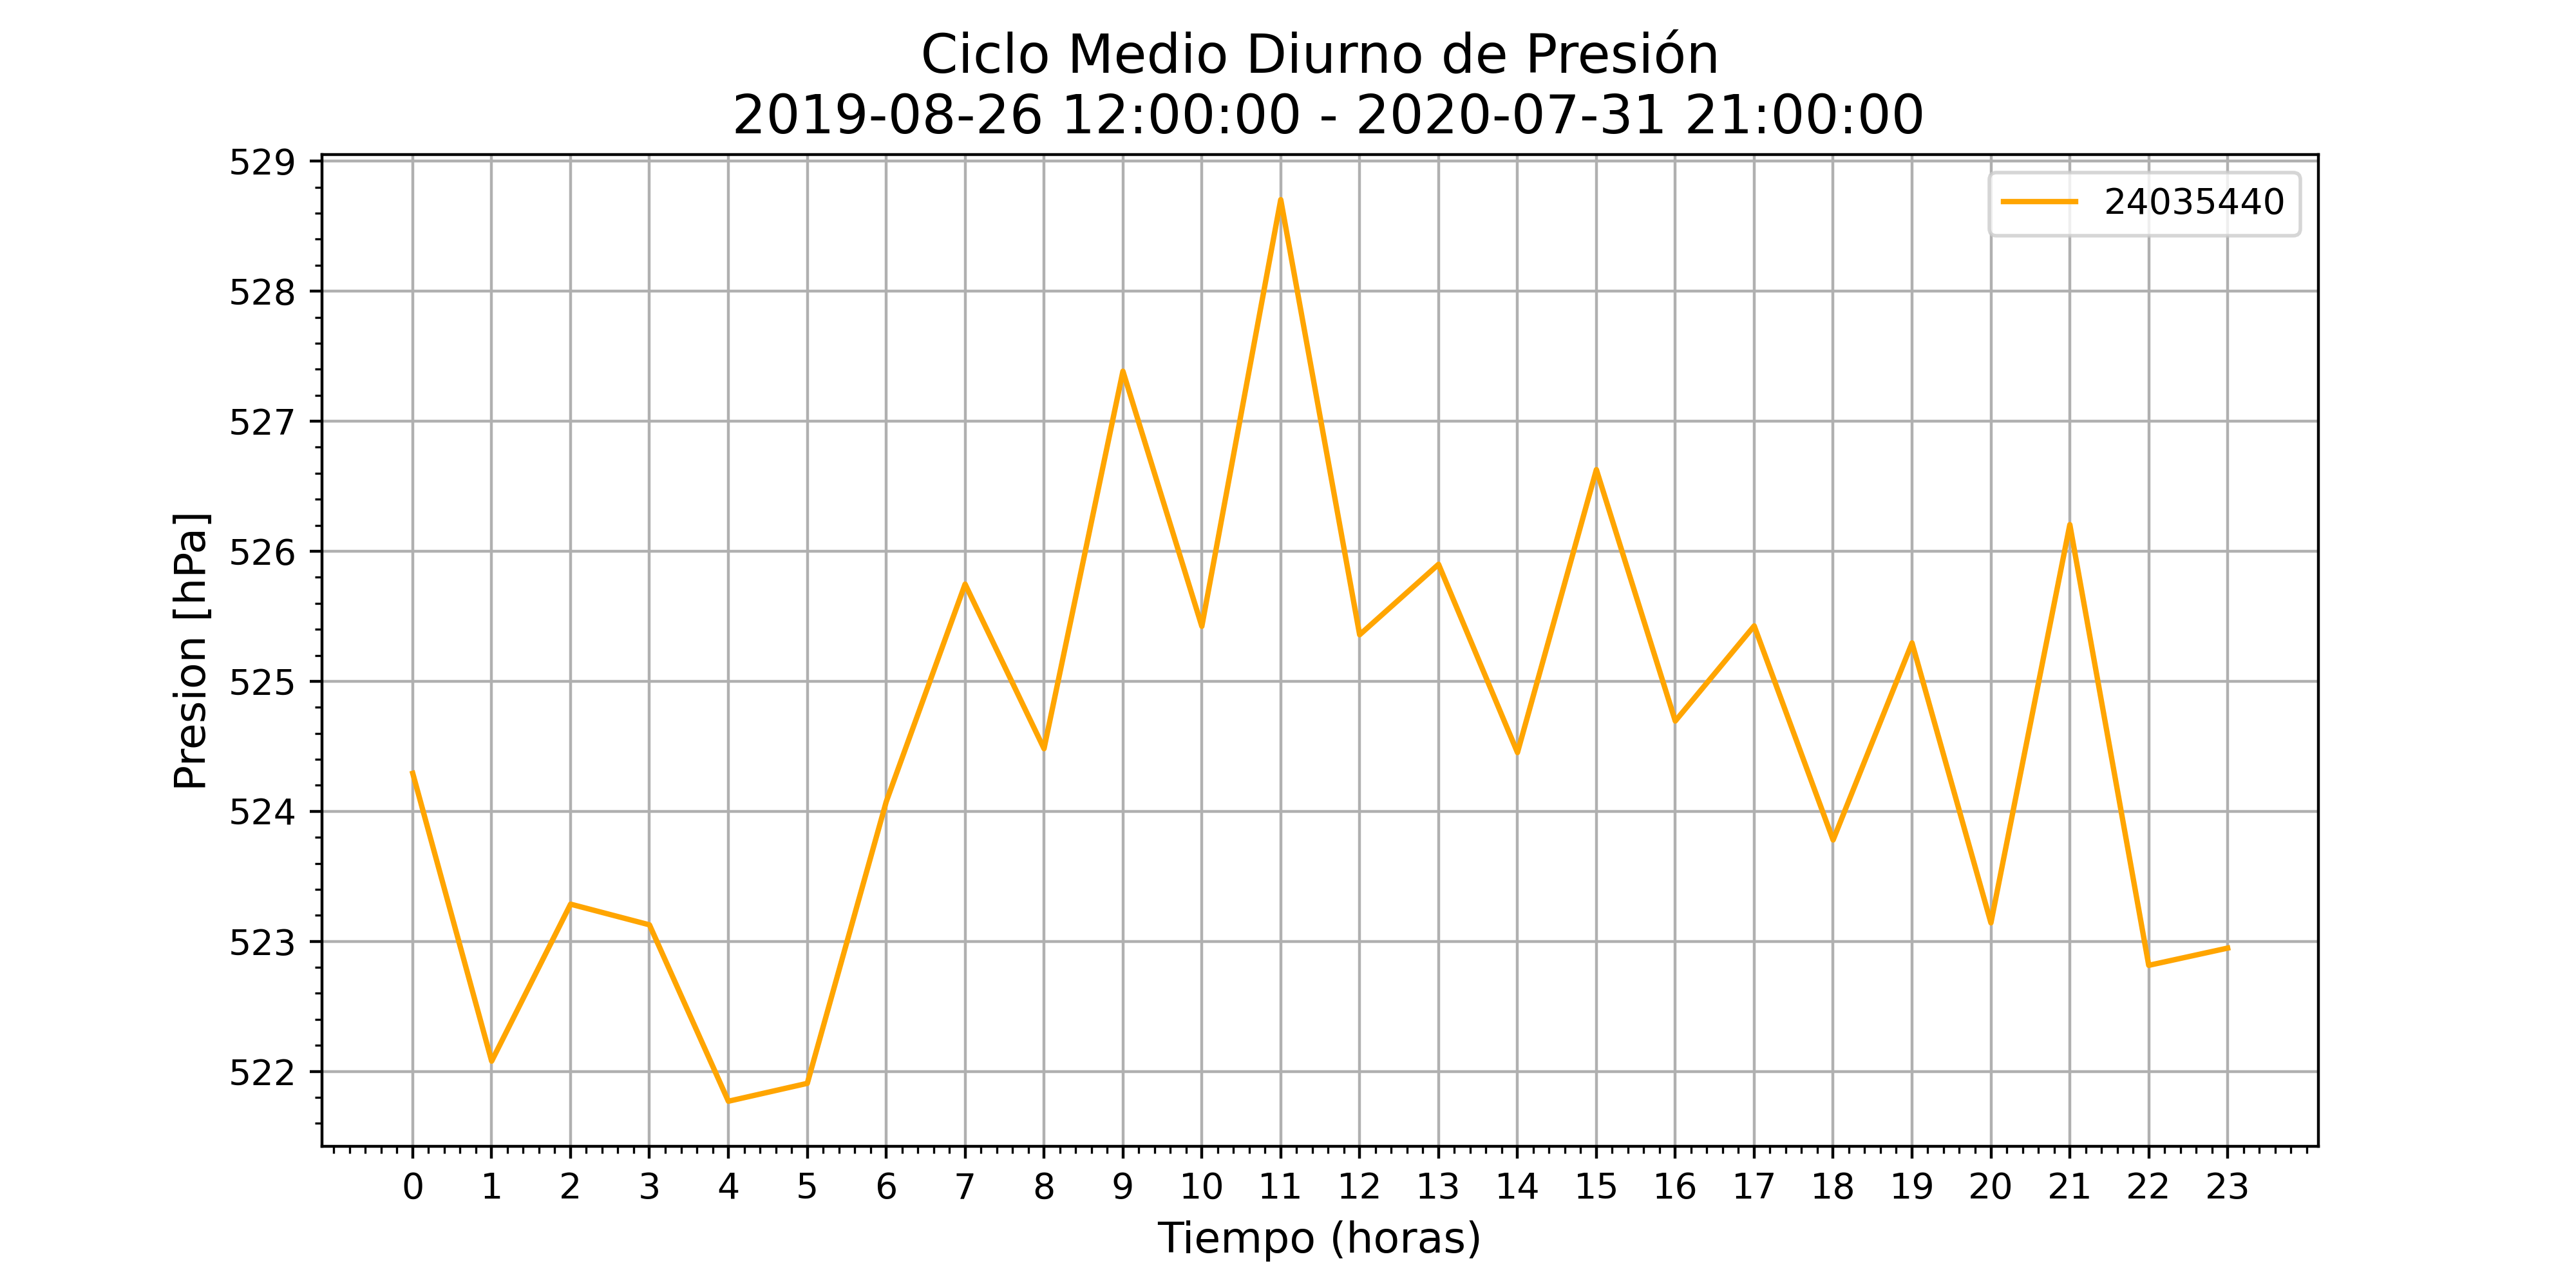 Ciclo Medio Diurno de Presión
2019-08-26 12:00:00 - 2020-07-31 21:00:00
24035440
Presion [hPa]
529
528
527
526
525
524
523
522
0 1 2 3 4 5 6 7 8 9 10 11 12 13 14 15 16 17 18 19 20 21 22 23
Tiempo (horas)